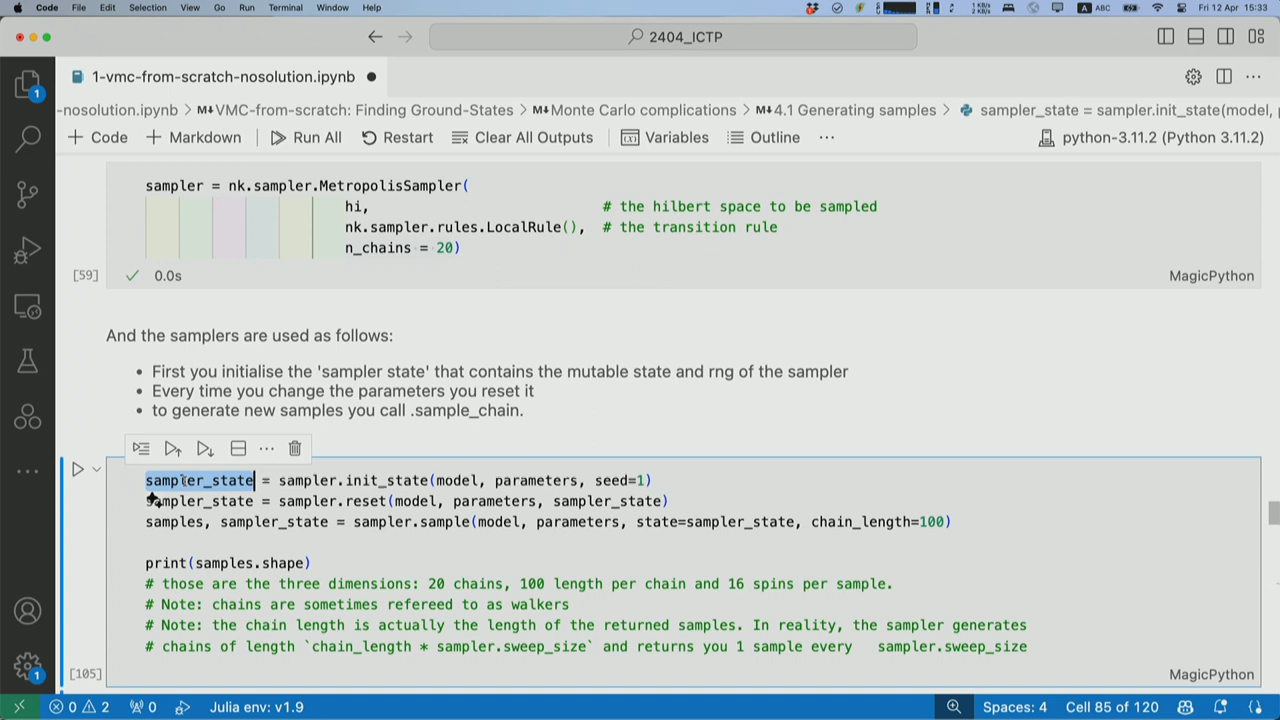 Code File Edit Selection View Go Run Terminal Window Help
A ABC Fri 12 Apr 15:33
2404_ICTP
1-vmc-from-scratch-nosolution.ipynb
-nosolution.ipynb > M↓VMC-from-scratch: Finding Ground-States > M↓Monte Carlo complications > M↓4.1 Generating samples > sampler_state = sampler.init_state(model,
+ Code + Markdown Run All Restart Clear All Outputs Variables Outline ... python-3.11.2 (Python 3.11.2)
sampler = nk.sampler.MetropolisSampler(
hi, # the hilbert space to be sampled
nk.sampler.rules.LocalRule(), # the transition rule
n_chains = 20)
[59] ✓ 0.0s MagicPython
And the samplers are used as follows:
• First you initialise the 'sampler state' that contains the mutable state and rng of the sampler
• Every time you change the parameters you reset it
• to generate new samples you call .sample_chain.
sampler_state = sampler.init_state(model, parameters, seed=1)
sampler_state = sampler.reset(model, parameters, sampler_state)
samples, sampler_state = sampler.sample(model, parameters, state=sampler_state, chain_length=100)
print(samples.shape)
# those are the three dimensions: 20 chains, 100 length per chain and 16 spins per sample.
# Note: chains are sometimes refereed to as walkers
# Note: the chain length is actually the length of the returned samples. In reality, the sampler generates
# chains of length `chain_length * sampler.sweep_size` and returns you 1 sample every sampler.sweep_size
[105] MagicPython
0 2 0 Julia env: v1.9 Spaces: 4 Cell 85 of 120